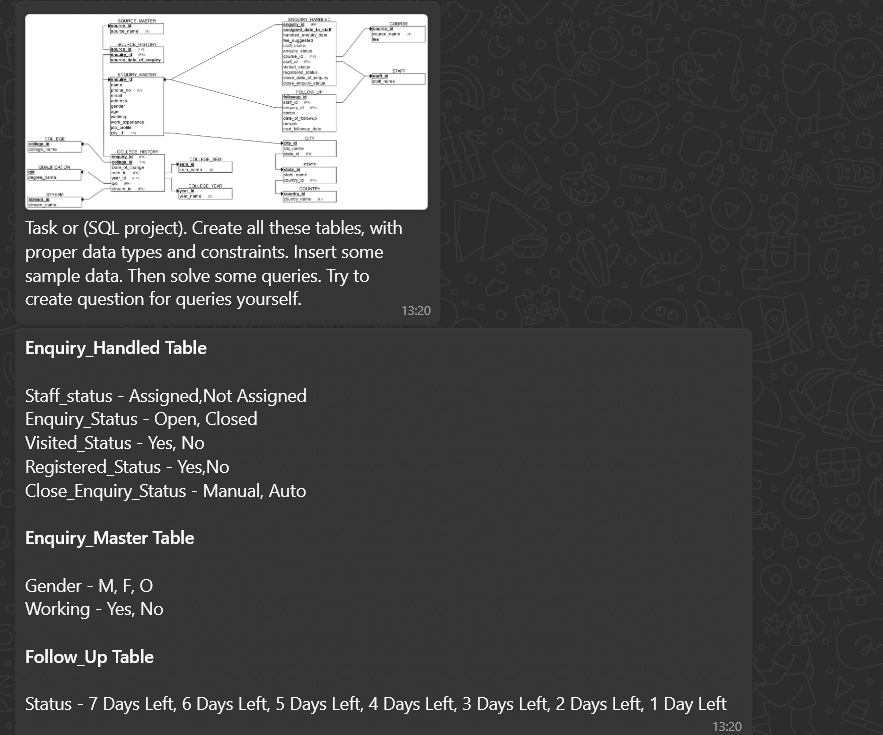 SOURCE_MASTER
source_id
source_name
SOURCE_HISTORY
source_id
enquiry_id
source_date_of_enquiry
ENQUIRY_MASTER
enquiry_id
name
phone_no
email
address
gender
age
working
work_experience
job_profile
city_id
COLLEGE
college_id
college_name
QUALIFICATION
qid
degree_name
STREAM
stream_id
stream_name
COLLEGE_HISTORY
enquiry_id
college_id
date_of_change
sem_id
year_id
qid
stream_id
COLLEGE_SEM
sem_id
sem_name
COLLEGE_YEAR
year_id
year_name
ENQUIRY_HANDLED
enquiry_id
assigned_date_to_staff
handled_enquiry_date
fee_suggested
staff_status
enquiry_status
course_id
staff_id
visited_status
registered_status
close_date_of_enquiry
close_enquiry_status
FOLLOW_UP
followup_id
staff_id
enquiry_id
status
date_of_followup
remark
next_followup_date
COURSE
course_id
course_name
fee
STAFF
staff_id
staff_name
CITY
city_id
city_name
state_id
STATE
state_id
state_name
country_id
COUNTRY
country_id
country_name
Task or (SQL project). Create all these tables, with
proper data types and constraints. Insert some
sample data. Then solve some queries. Try to
create question for queries yourself.
13:20
Enquiry_Handled Table
Staff_status - Assigned,Not Assigned
Enquiry_Status - Open, Closed
Visited_Status - Yes, No
Registered_Status - Yes,No
Close_Enquiry_Status - Manual, Auto
Enquiry_Master Table
Gender - M, F, O
Working - Yes, No
Follow_Up Table
Status - 7 Days Left, 6 Days Left, 5 Days Left, 4 Days Left, 3 Days Left, 2 Days Left, 1 Day Left
13:20